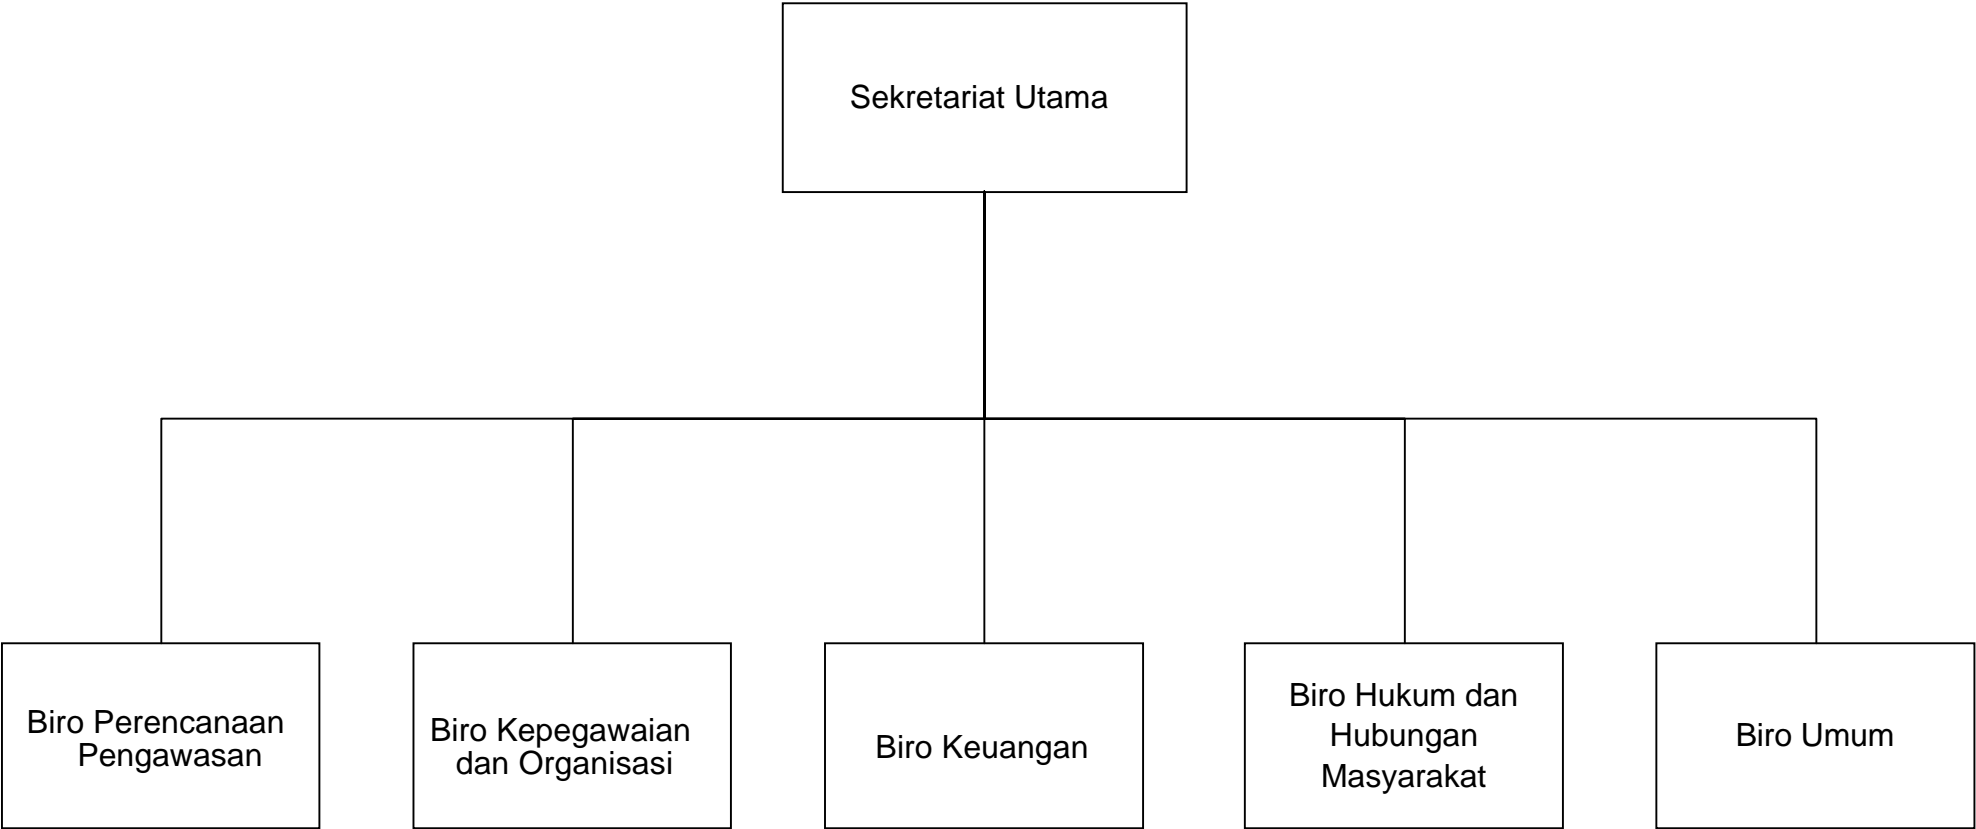 Sekretariat Utama
Biro Perencanaan
Pengawasan
Biro Kepegawaian
dan Organisasi
Biro Keuangan
Biro Hukum dan
Hubungan
Masyarakat
Biro Umum